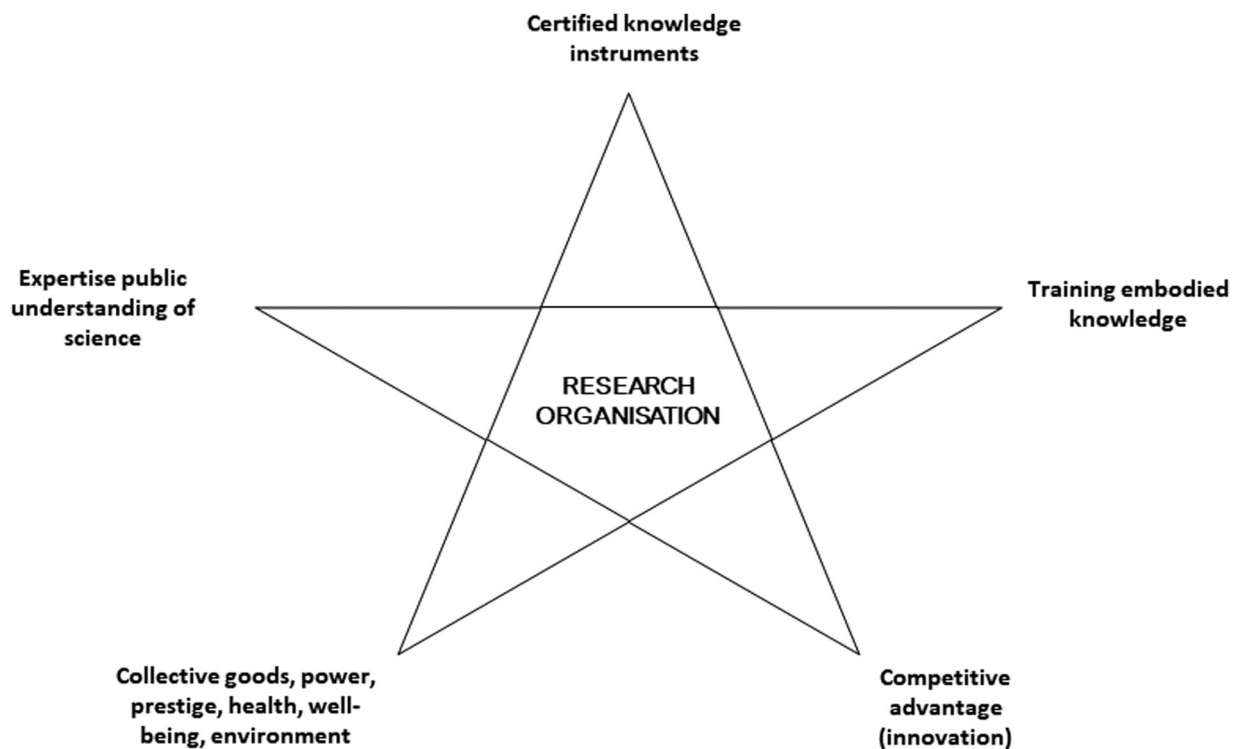 Certified knowledge
instruments
Expertise public
understanding of
science
Training embodied
knowledge
RESEARCH
ORGANISATION
Collective goods, power,
prestige, health, well-
being, environment
Competitive
advantage
(innovation)